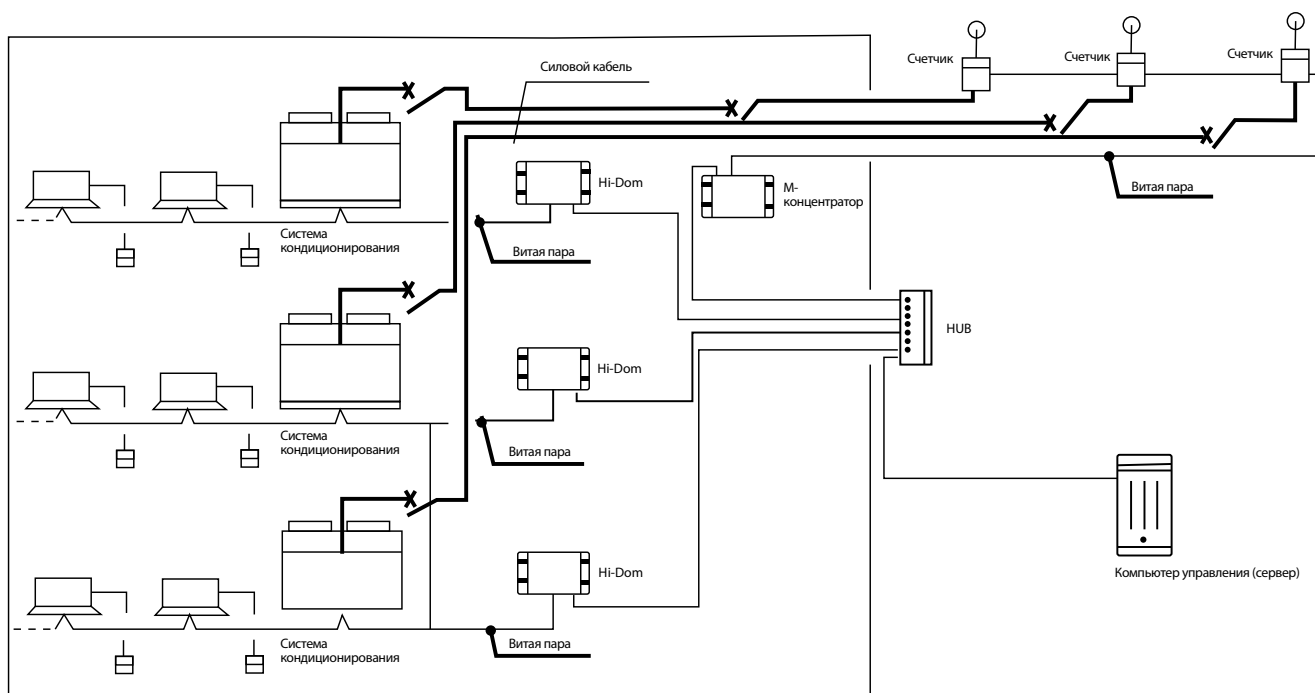 Счетчик
Счетчик
Счетчик
Силовой кабель
Hi-Dom
М-
концентратор
Витая пара
Система
кондиционирования
Витая пара
HUB
Hi-Dom
Система
кондиционирования
Витая пара
Hi-Dom
Компьютер управления (сервер)
Система
кондиционирования
Витая пара